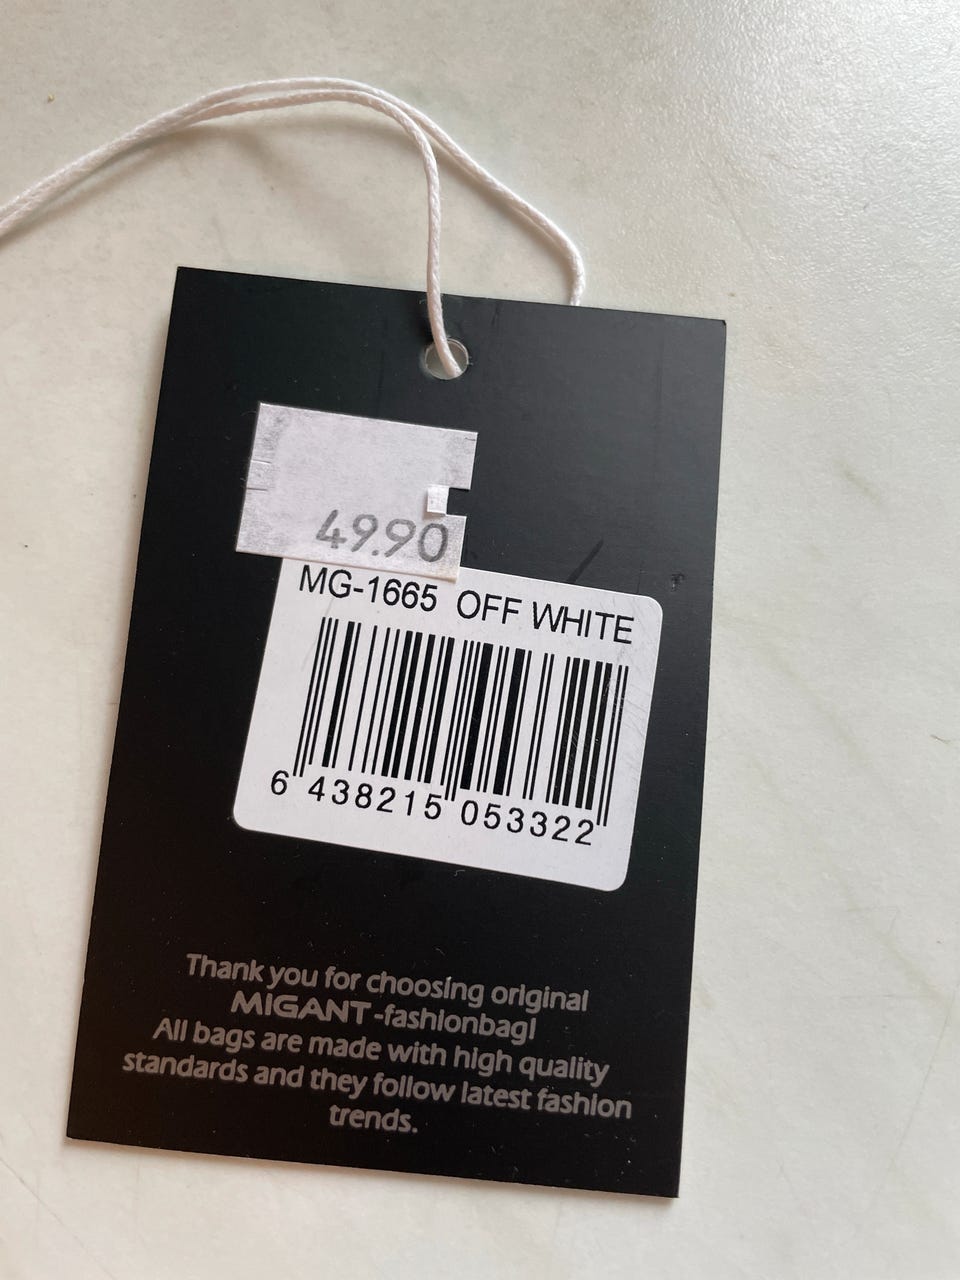 49.90
MG-1665 OFF WHITE
6 438215 053322
Thank you for choosing original
MIGANT -fashionbag!
All bags are made with high quality
standards and they follow latest fashion
trends.